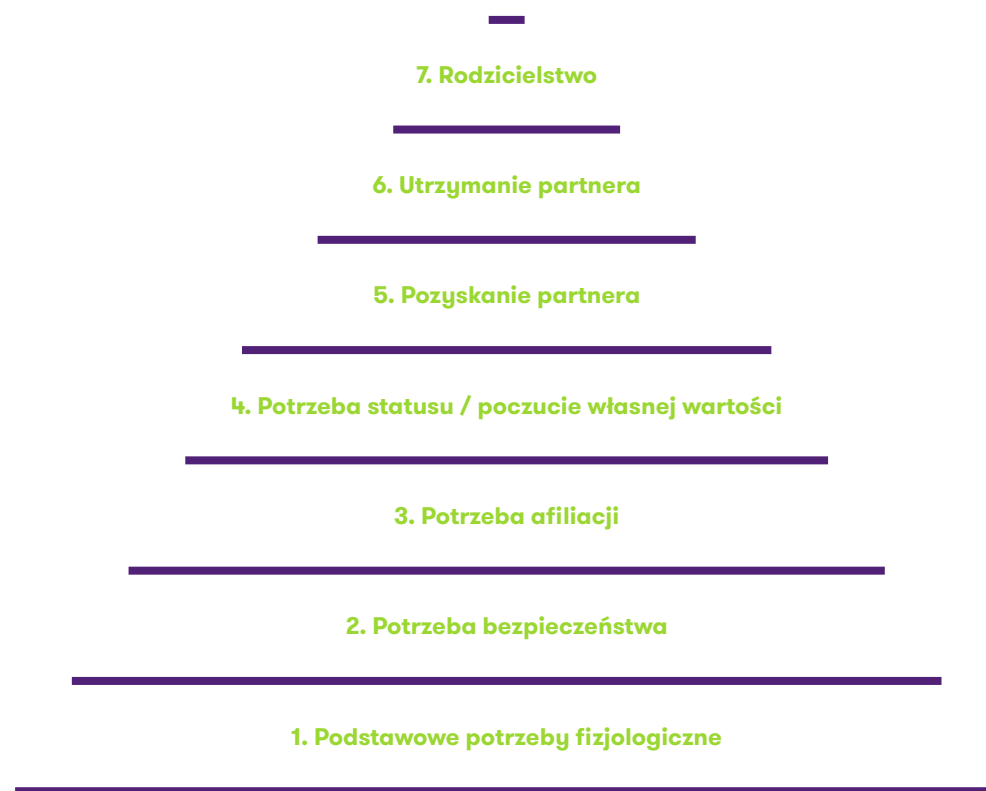 7. Rodzicielstwo
6. Utrzymanie partnera
5. Pozyskanie partnera
4. Potrzeba statusu / poczucie własnej wartości
3. Potrzeba afiliacji
2. Potrzeba bezpieczeństwa
1. Podstawowe potrzeby fizjologiczne